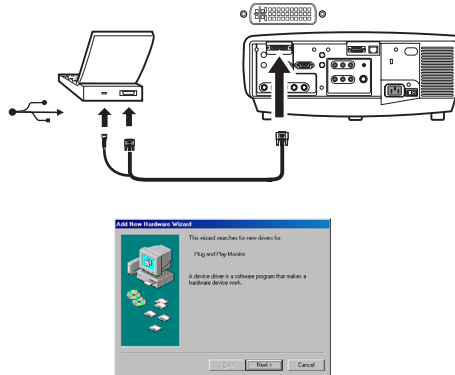 Add New Hardware Wizard
This wizard searches for new drivers for:
Plug and Play Monitor
A device driver is a software program that makes a
hardware device work.
< Back
Next >
Cancel